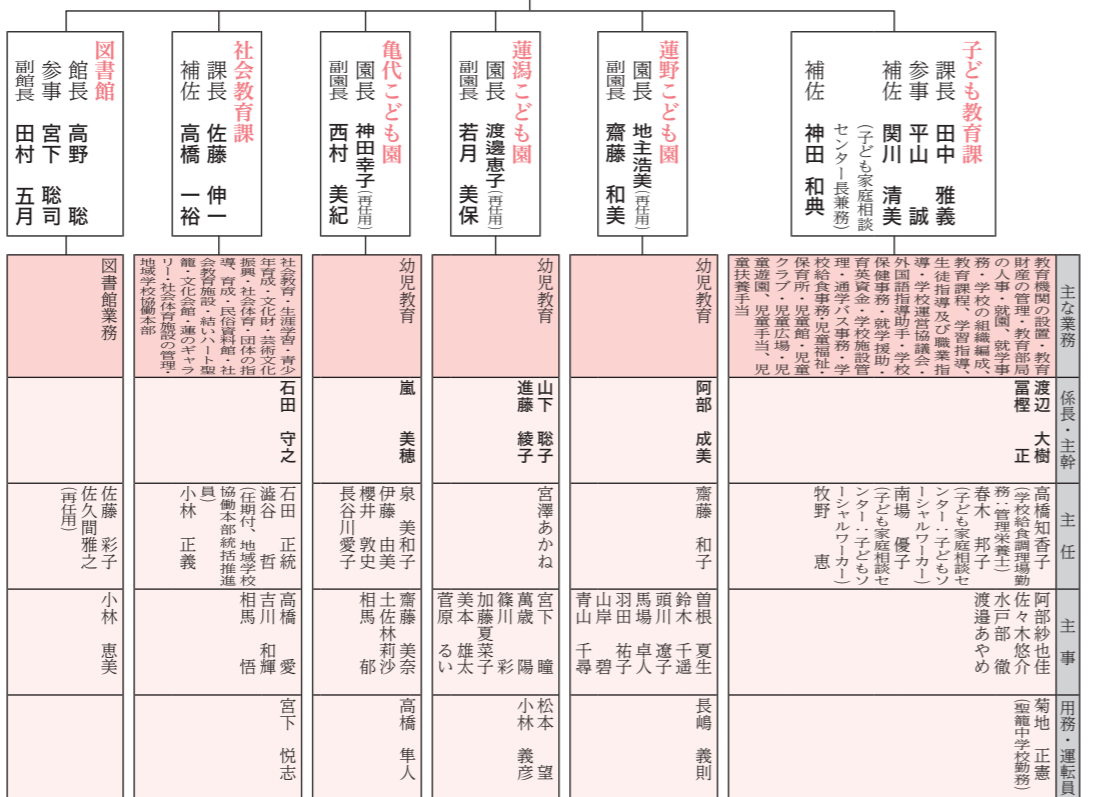 子ども教育課
課長　田中　雅義
参事　平山　誠
補佐　関川　清美
(子ども家庭相談
センター長兼務)
補佐　神田　和典
蓮野こども園
園長　地主浩美(再任用)
副園長　齋藤　和美
蓮潟こども園
園長　渡邊恵子(再任用)
副園長　若月　美保
亀代こども園
園長　神田幸子(再任用)
副園長　西村　美紀
社会教育課
課長　佐藤　伸一
補佐　高橋　一裕
図書館
館長　高野　聡
参事　宮下　聡司
副館長　田村　五月
主な業務
教育機関の設置・教育
財産の管理・教育部局
の人事・就園、就学事
務・学校の組織編成、
教育課程、学習指導、
生徒指導及び職業指
導・学校運営協議会・
外国語指導助手・学校
保健事務・就学援助・
育英資金・学校施設管
理・通学バス事務・学
校給食事務・児童福祉・
保育所・児童館・児童
クラブ・児童広場・児
童遊園、児童手当、児
童扶養手当
幼児教育
幼児教育
幼児教育
社会教育・生涯学習・青少
年育成・文化財・芸術文化
振興・社会体育・団体の指
導、育成・民俗資料館・社
会教育施設・結いハート聖
籠・文化会館・蓮のギャラ
リー・社会体育施設の管理・
地域学校協働本部
図書館業務
係長・主幹
渡辺　大樹
冨樫　正
阿部　成美
山下　聡子
進藤　綾子
嵐　美穂
石田　守之
主任
高橋知香子
(学校給食調理場勤
務：管理栄養士)
春木　邦子
(子ども家庭相談セ
ンター：子どもソ
ーシャルワーカー)
南場　優子
(子ども家庭相談セ
ンター：子どもソ
ーシャルワーカー)
牧野　恵
齋藤　和子
宮澤あかね
泉　美和子
伊藤　由美
櫻井　敦史
長谷川愛子
石田　正統
澁谷　哲
(任期付、地域学校
協働本部統括推進
員)
小林　正義
佐藤　彩子
佐久間雅之
(再任用)
主事
阿部紗也佳
佐々木悠介
水戸部　徹
渡邉あやめ
曽根　夏生
鈴木　千遥
頭川　遼子
馬場　卓人
羽田　祐子
山岸　碧
青山　千尋
宮下　瞳
萬歳　陽
篠川　彩
加藤夏菜子
美本　雄太
菅原　るい
齋藤　美奈
土佐林莉沙
相馬　郁
高橋　愛
吉川　和輝
相馬　悟
小林　恵美
用務・運転員
菊地　正憲
(聖籠中学校勤務)
長嶋　義則
松本　望
小林　義彦
高橋　隼人
宮下　悦志